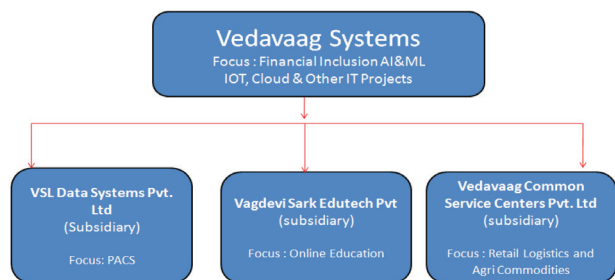 Vedavaag Systems
Focus : Financial Inclusion AI&ML
IOT, Cloud & Other IT Projects
VSL Data Systems Pvt.
Ltd
(Subsidiary)
Focus: PACS
Vagdevi Sark Edutech Pvt
(subsidiary)
Focus : Online Education
Vedavaag Common
Service Centers Pvt. Ltd
(subsidiary)
Focus : Retail Logistics and
Agri Commodities